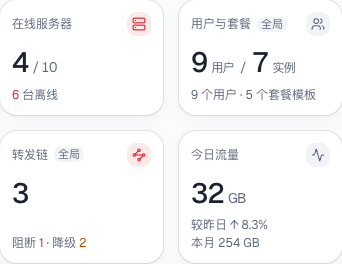 在线服务器
4 / 10
6 台离线
用户与套餐 全局
9 用户 / 7 实例
9 个用户 · 5 个套餐模板
转发链 全局
3
阻断 1 · 降级 2
今日流量
32 GB
较昨日 ↑ 8.3%
本月 254 GB